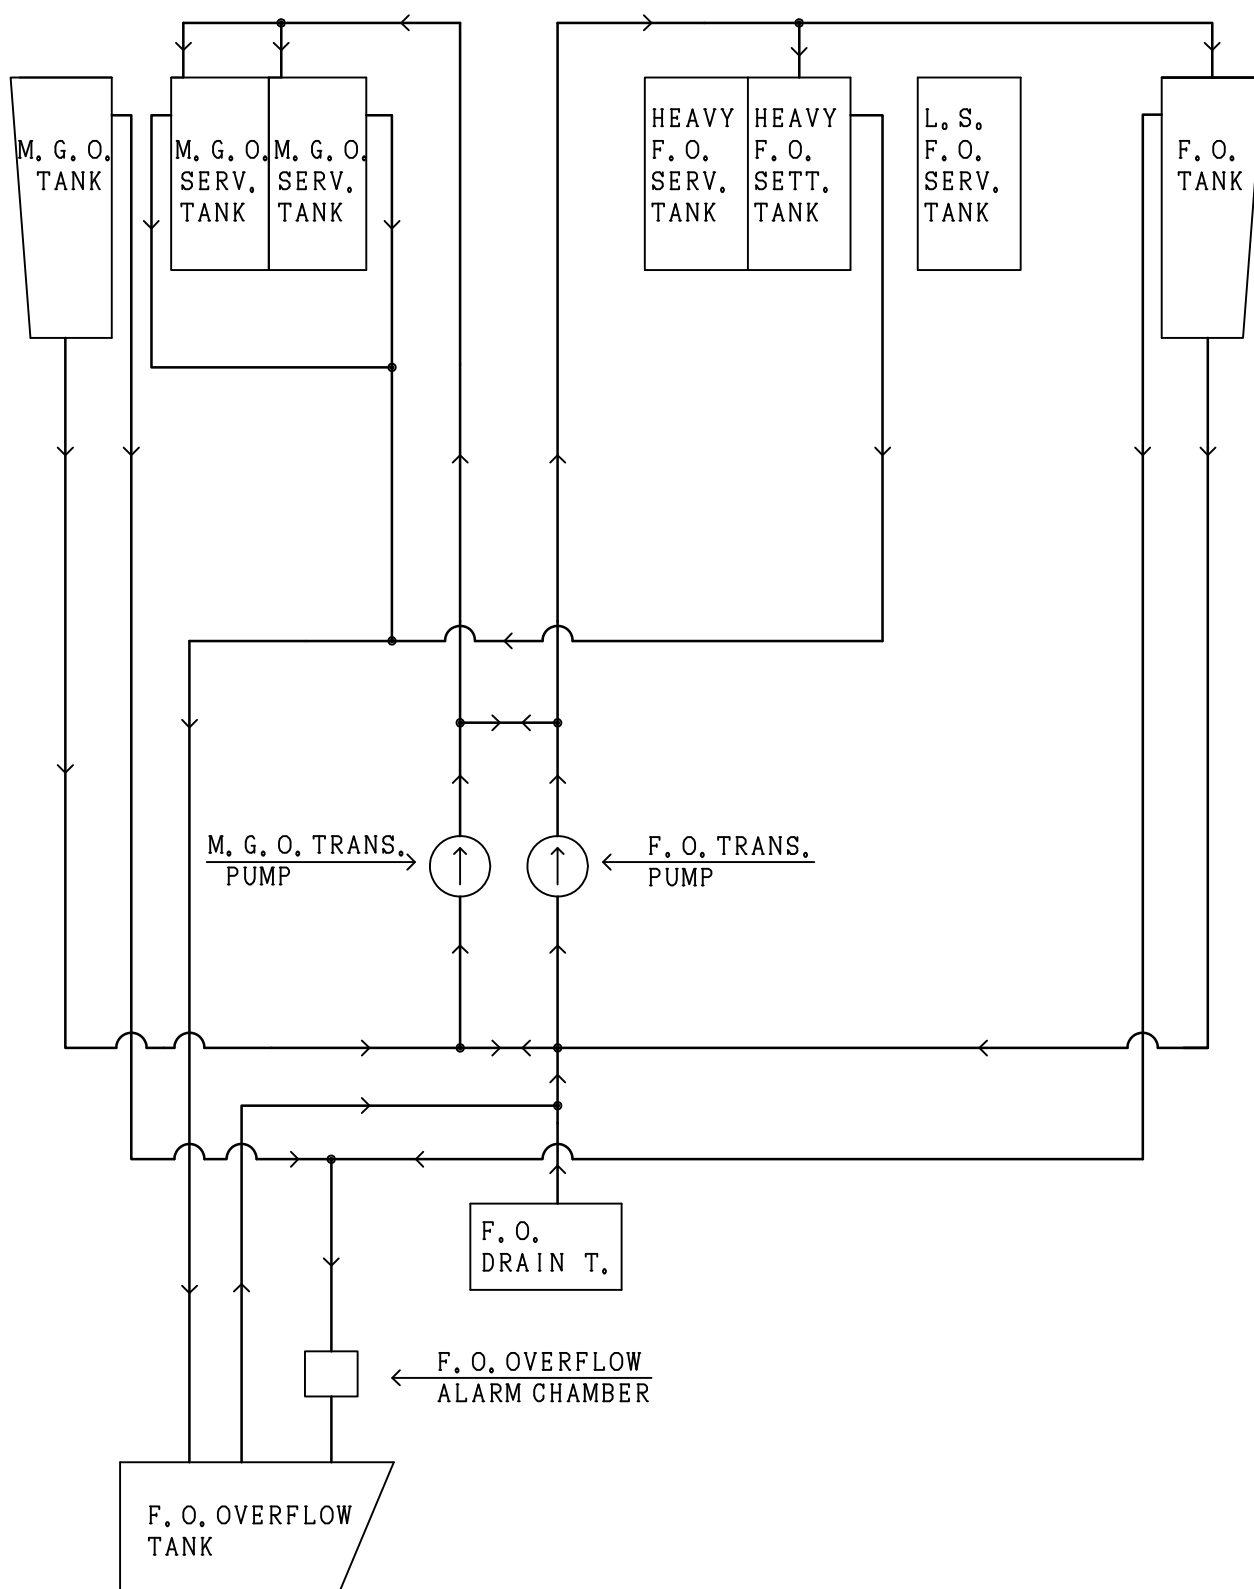 M. G. O.
TANK
M. G. O.
SERV.
TANK
M. G. O.
SERV.
TANK
HEAVY
F. O.
SERV.
TANK
HEAVY
F. O.
SETT.
TANK
L. S.
F. O.
SERV.
TANK
F. O.
TANK
M. G. O. TRANS.
PUMP
F. O. TRANS.
PUMP
F. O.
DRAIN T.
F. O. OVERFLOW
ALARM CHAMBER
F. O. OVERFLOW
TANK